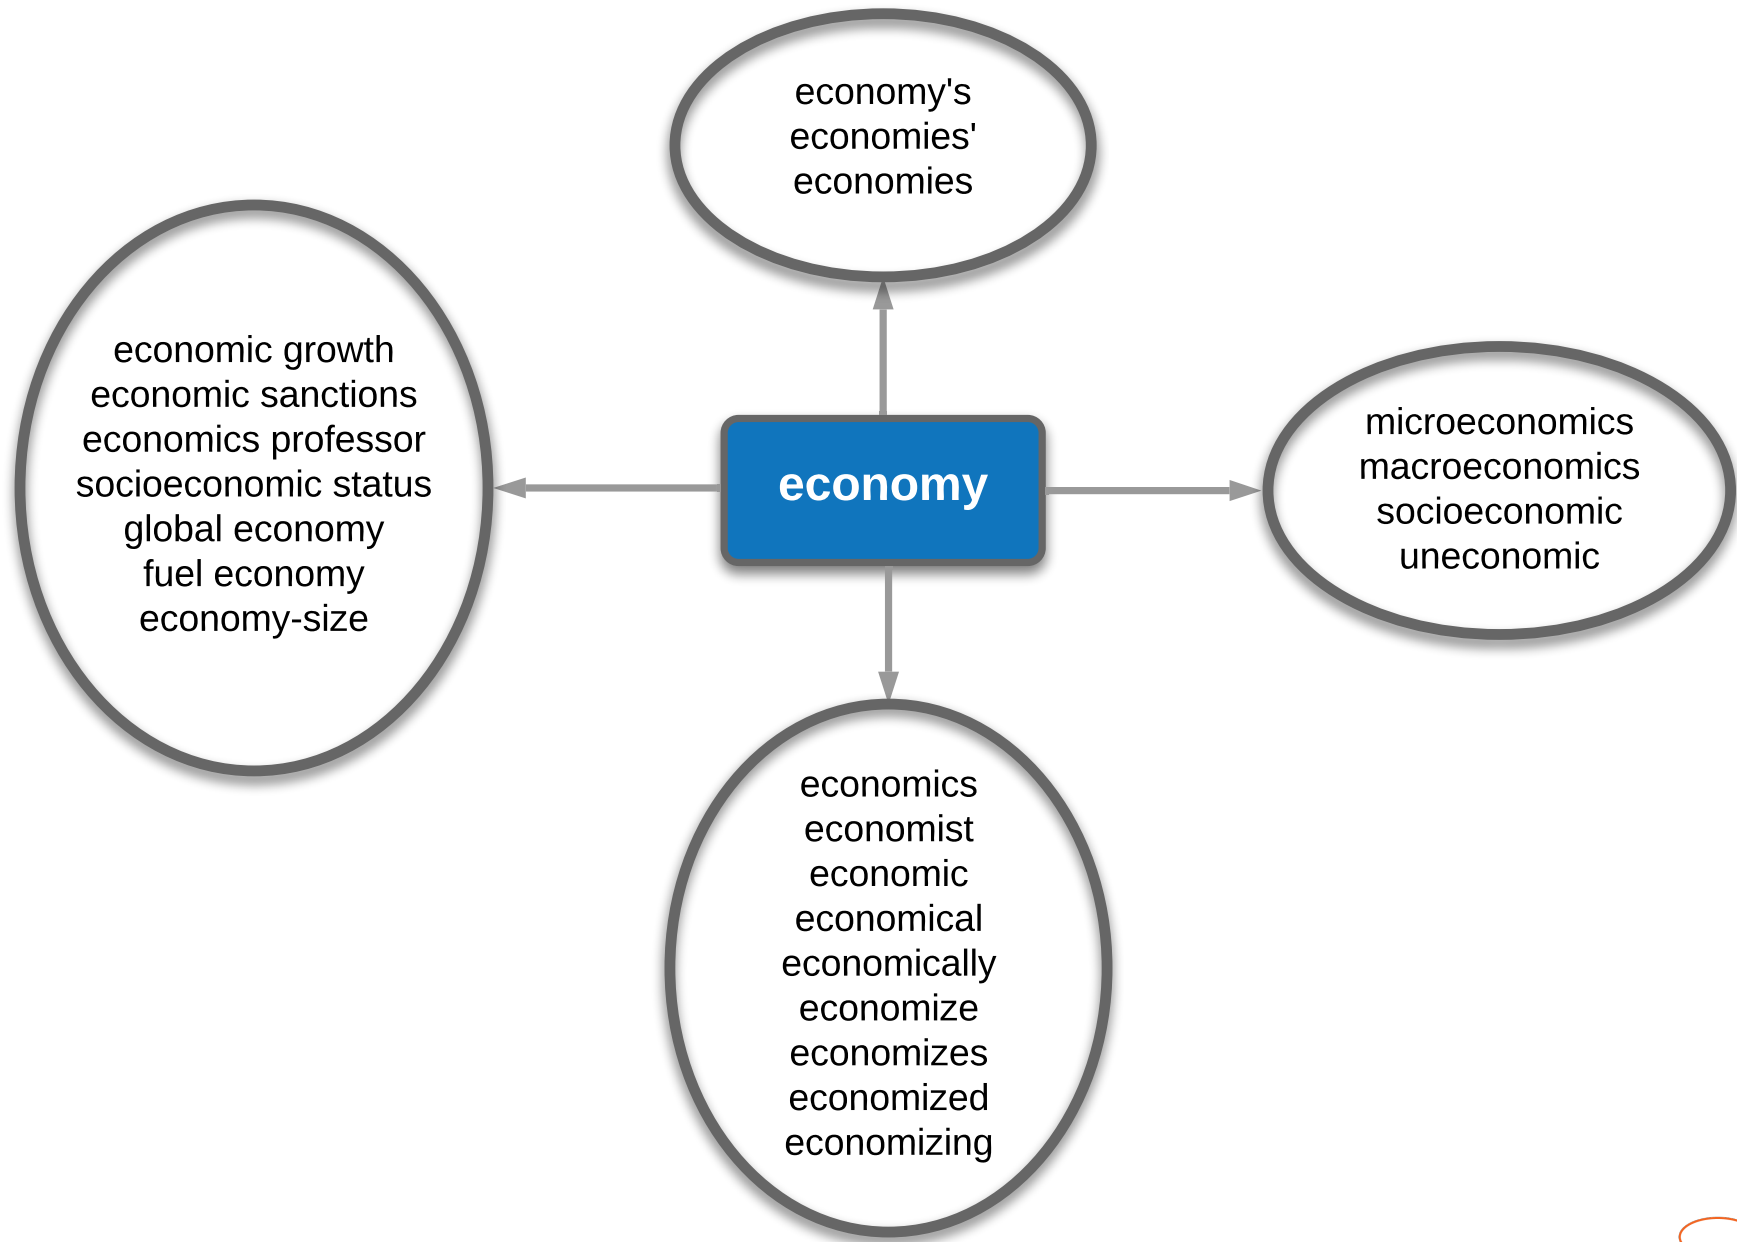 economy's
economies'
economies
economic growth
economic sanctions
economics professor
socioeconomic status
global economy
fuel economy
economy-size
economy
microeconomics
macroeconomics
socioeconomic
uneconomic
economics
economist
economic
economical
economically
economize
economizes
economized
economizing